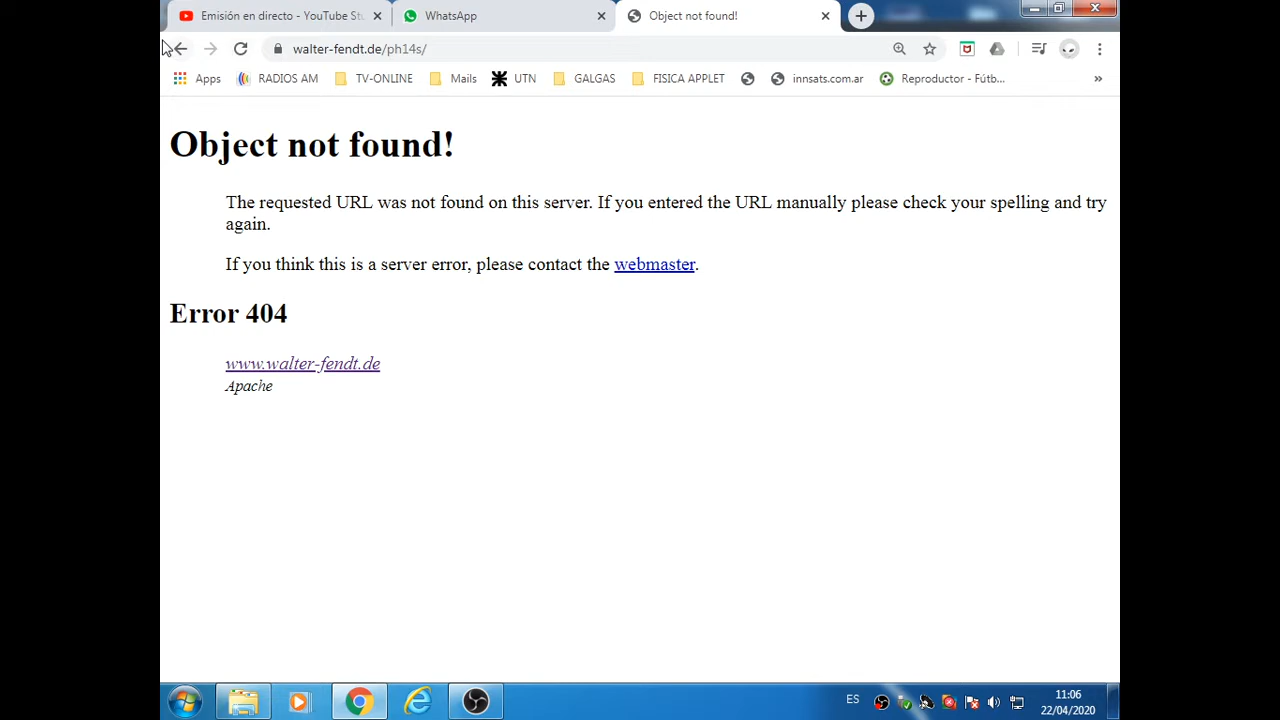 Emisión en directo - YouTube St
WhatsApp
Object not found!
walter-fendt.de/ph14s/
Apps
RADIOS AM
TV-ONLINE
Mails
UTN
GALGAS
FISICA APPLET
innsats.com.ar
Reproductor - Fútb...
»
Object not found!
The requested URL was not found on this server. If you entered the URL manually please check your spelling and try
again.
If you think this is a server error, please contact the webmaster.
Error 404
www.walter-fendt.de
Apache
ES
11:06
22/04/2020